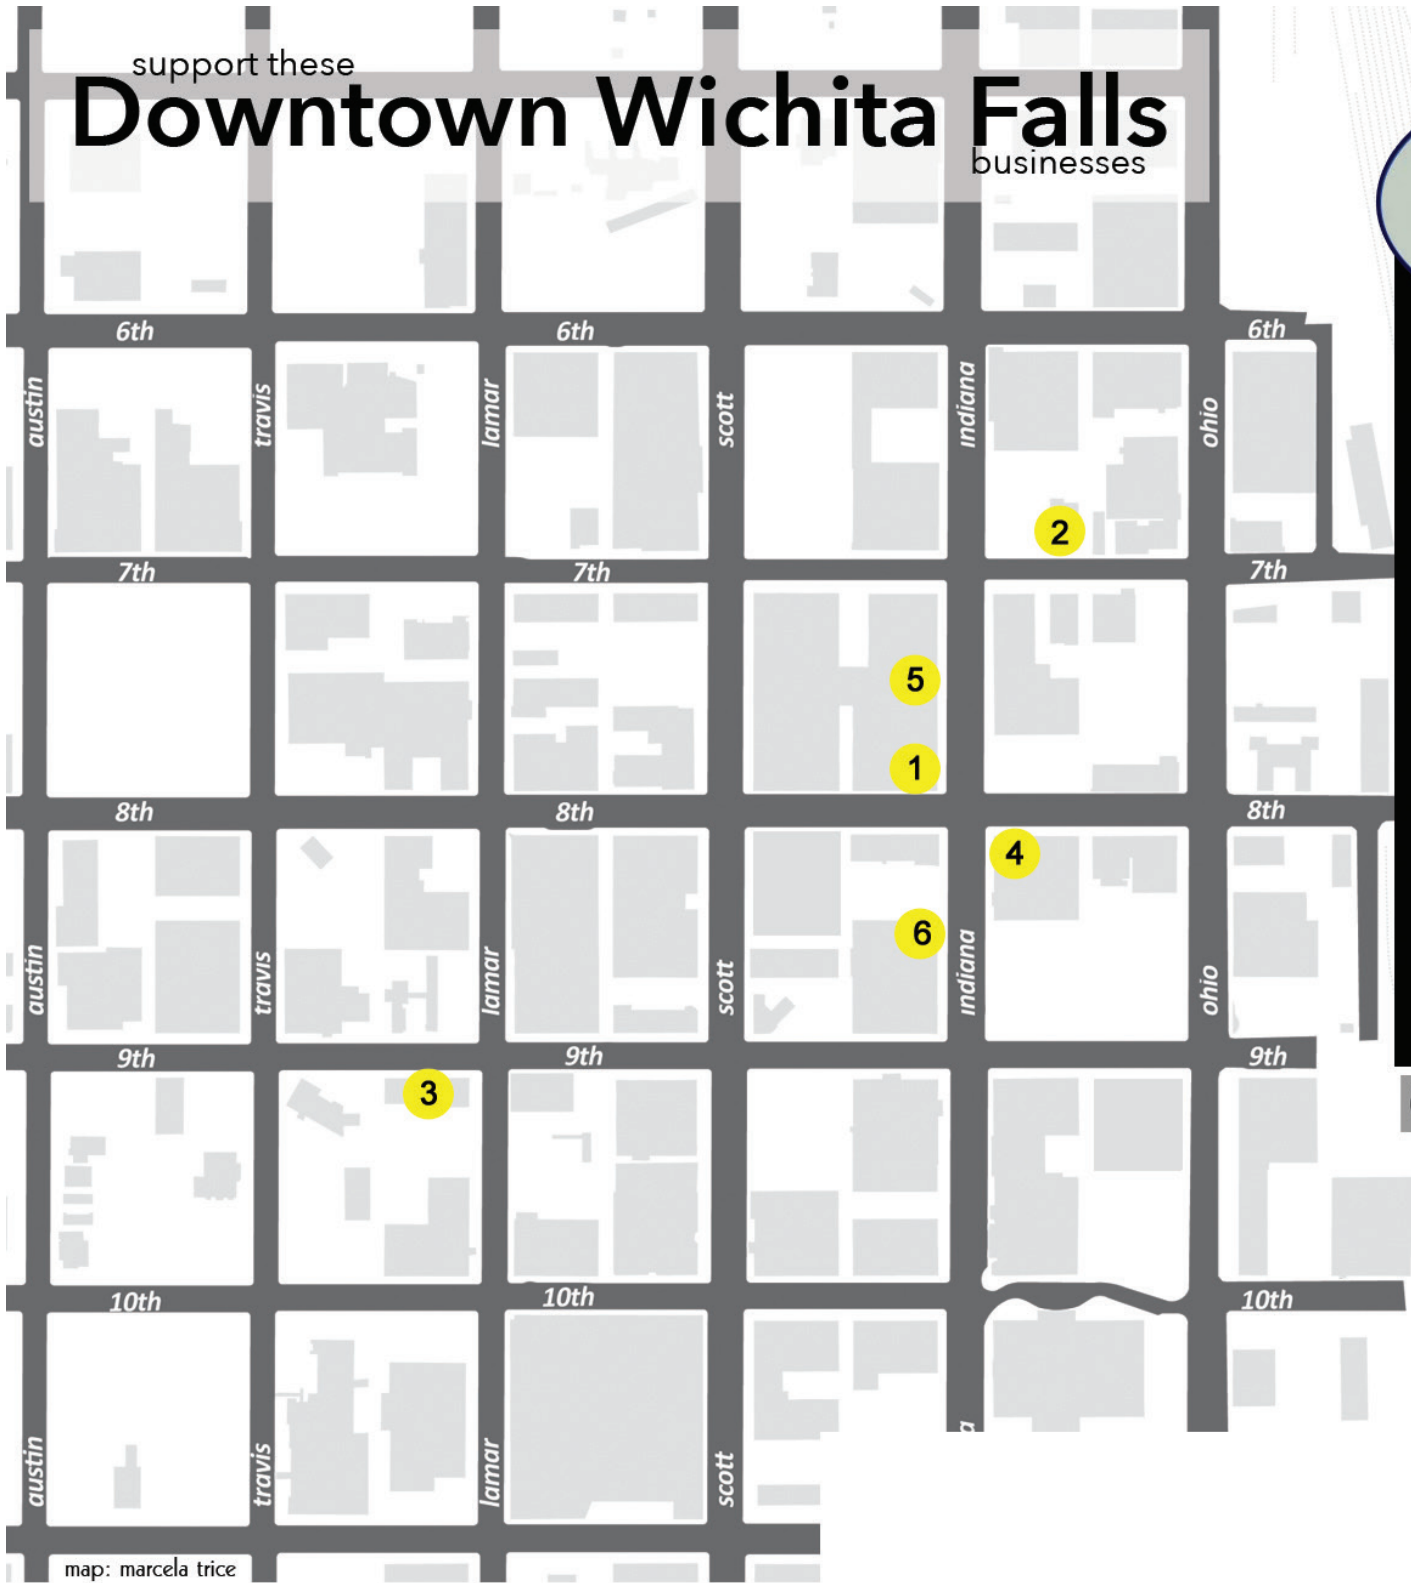 support these
Downtown Wichita Falls
businesses
6th 6th 6th
austin travis lamar scott indiana ohio
2
7th 7th 7th
5
1
8th 8th 8th
4
6
austin travis lamar scott indiana ohio
9th 9th 9th
3
10th 10th 10th
austin travis lamar scott
map: marcela trice